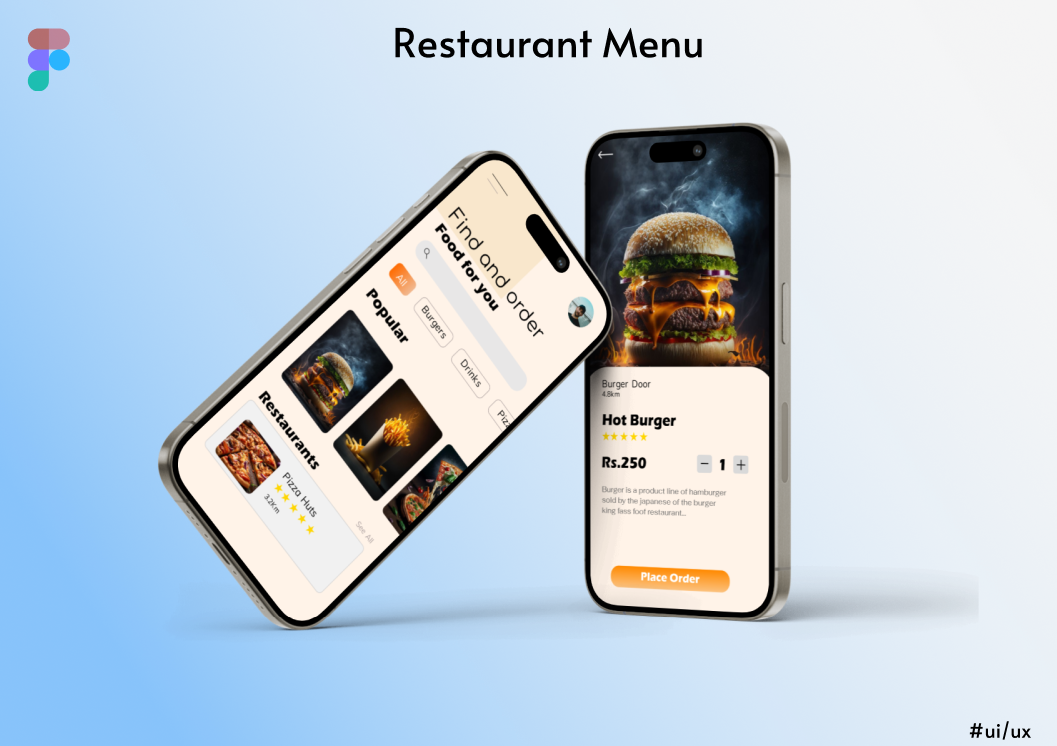 Restaurant Menu
Find and order
Food for you
All
Burgers
Drinks
Pizz
Popular
Restaurants
Pizza Huts
3.2Km
See All
Burger Door
4.8km
Hot Burger
Rs.250
− 1 +
Burger is a product line of hamburger
sold by the japanese of the burger
king fass foof restaurant...
Place Order
#ui/ux